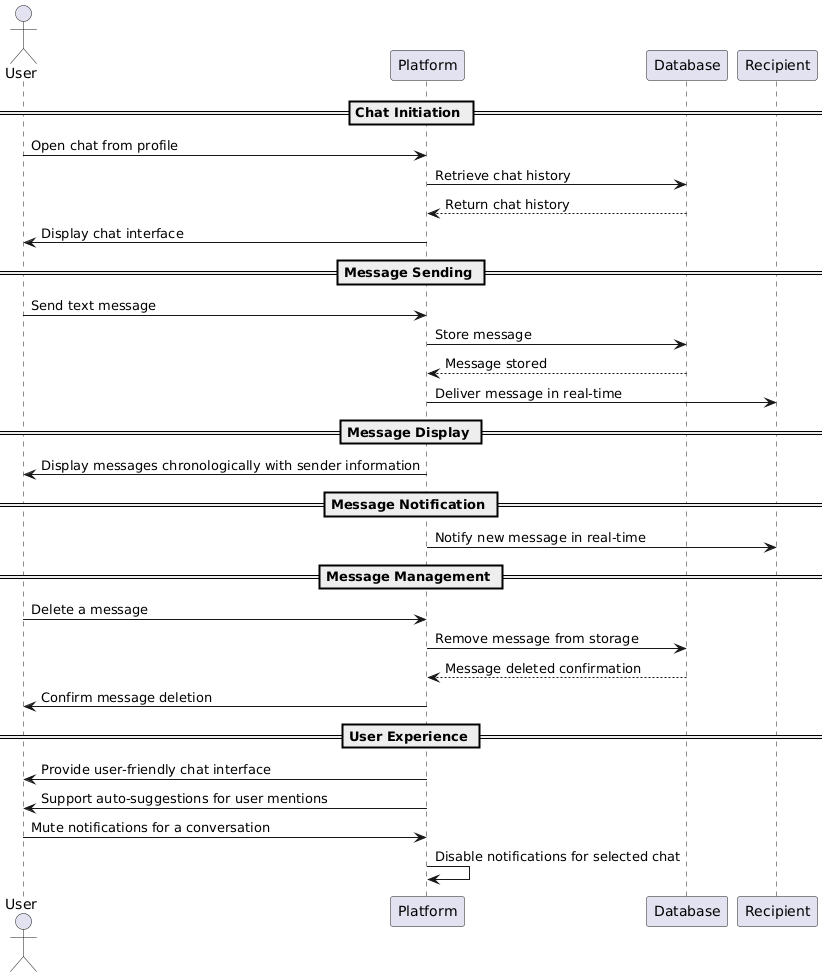 User
Platform
Database
Recipient
Chat Initiation
Open chat from profile
Retrieve chat history
Return chat history
Display chat interface
Message Sending
Send text message
Store message
Message stored
Deliver message in real-time
Message Display
Display messages chronologically with sender information
Message Notification
Notify new message in real-time
Message Management
Delete a message
Remove message from storage
Message deleted confirmation
Confirm message deletion
User Experience
Provide user-friendly chat interface
Support auto-suggestions for user mentions
Mute notifications for a conversation
Disable notifications for selected chat
User
Platform
Database
Recipient